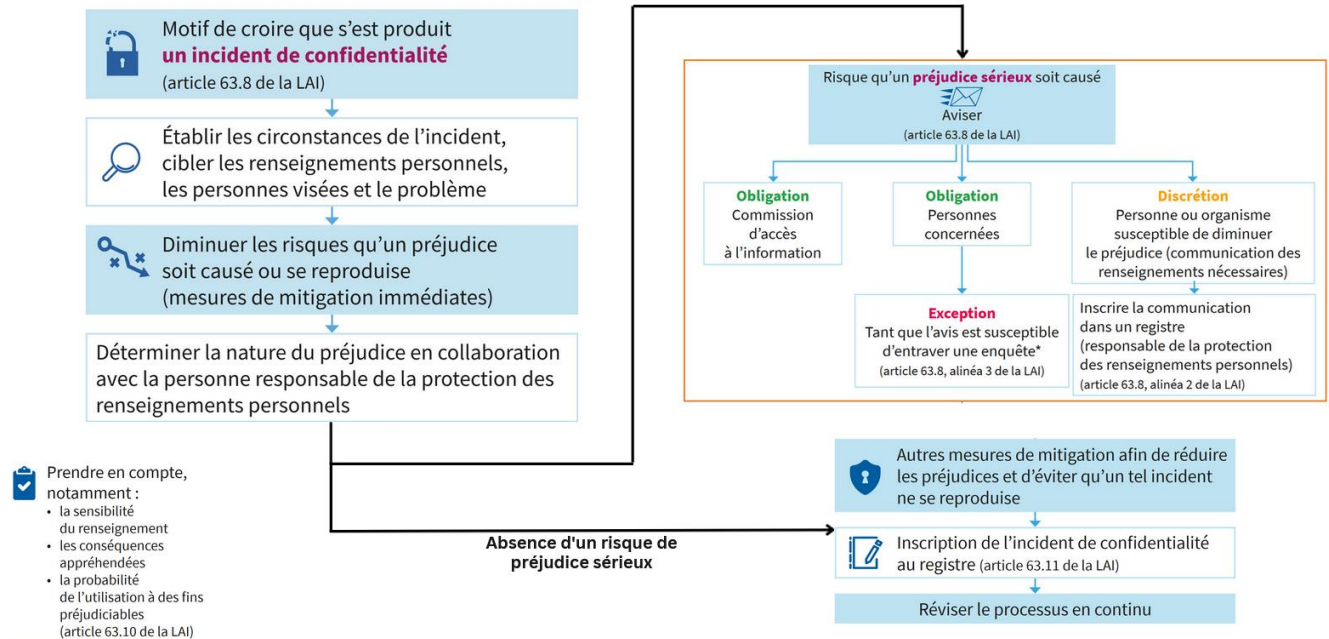 Motif de croire que s'est produit
un incident de confidentialité
(article 63.8 de la LAI)
Établir les circonstances de l'incident,
cibler les renseignements personnels,
les personnes visées et le problème
Diminuer les risques qu'un préjudice
soit causé ou se reproduise
(mesures de mitigation immédiates)
Déterminer la nature du préjudice en collaboration
avec la personne responsable de la protection des
renseignements personnels
Prendre en compte,
notamment :
• la sensibilité
du renseignement
• les conséquences
appréhendées
• la probabilité
de l'utilisation à des fins
préjudiciables
(article 63.10 de la LAI)
Risque qu'un préjudice sérieux soit causé
Aviser
(article 63.8 de la LAI)
Obligation
Commission
d'accès
à l'information
Obligation
Personnes
concernées
Exception
Tant que l'avis est susceptible
d'entraver une enquête*
(article 63.8, alinéa 3 de la LAI)
Discrétion
Personne ou organisme
susceptible de diminuer
le préjudice (communication des
renseignements nécessaires)
Inscrire la communication
dans un registre
(responsable de la protection
des renseignements personnels)
(article 63.8, alinéa 2 de la LAI)
Absence d'un risque de
préjudice sérieux
Autres mesures de mitigation afin de réduire
les préjudices et d'éviter qu'un tel incident
ne se reproduise
Inscription de l'incident de confidentialité
au registre (article 63.11 de la LAI)
Réviser le processus en continu